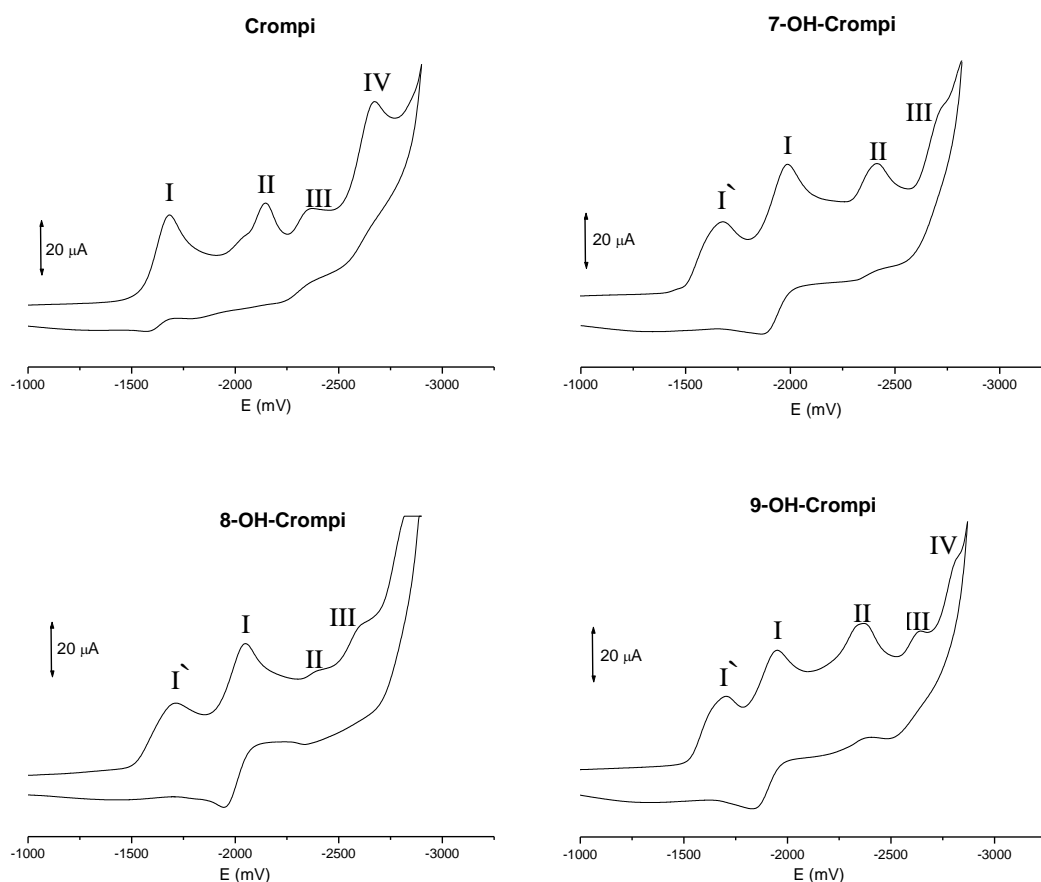 Crompi
I
II
III
IV
20 μA
-1000
-1500
-2000
-2500
-3000
E (mV)
7-OH-Crompi
I`
I
II
III
20 μA
-1000
-1500
-2000
-2500
-3000
E (mV)
8-OH-Crompi
I`
I
II
III
20 μA
-1000
-1500
-2000
-2500
-3000
E (mV)
9-OH-Crompi
I`
I
II
[III
IV
20 μA
-1000
-1500
-2000
-2500
-3000
E (mV)